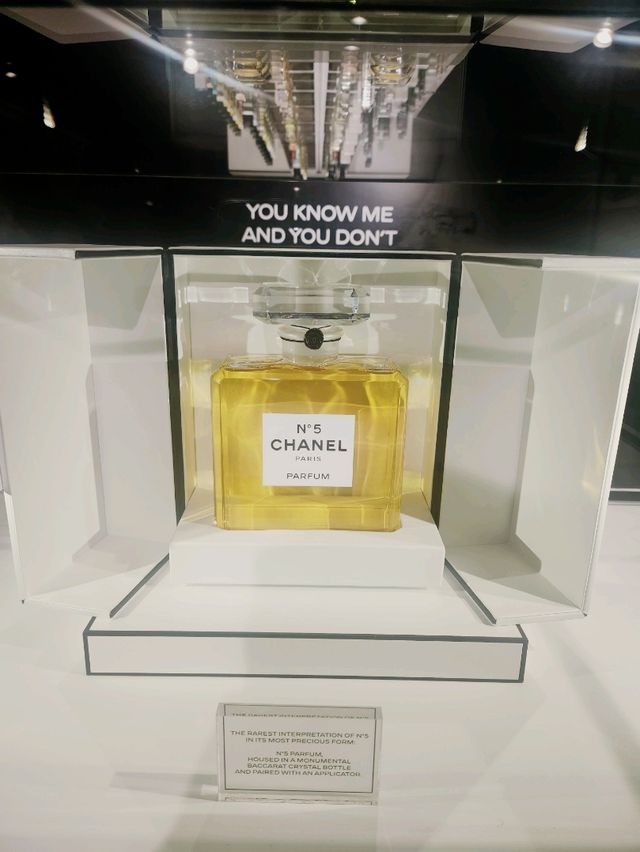 YOU KNOW ME
AND YOU DON'T
N°5
CHANEL
PARIS
PARFUM
THE RAREST INTERPRETATION OF N°5
IN ITS MOST PRECIOUS FORM:
N°5 PARFUM,
HOUSED IN A MONUMENTAL
BACCARAT CRYSTAL BOTTLE
AND PAIRED WITH AN APPLICATOR.